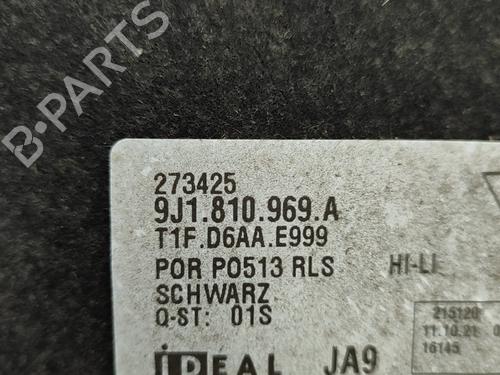 B-PARTS
273425
9J1.810.969.A
T1F.D6AA.E999
POR PO513 RLS HI-LI
SCHWARZ
Q-ST: 01S
215120
11.10.21
16145
iDEAL JA9